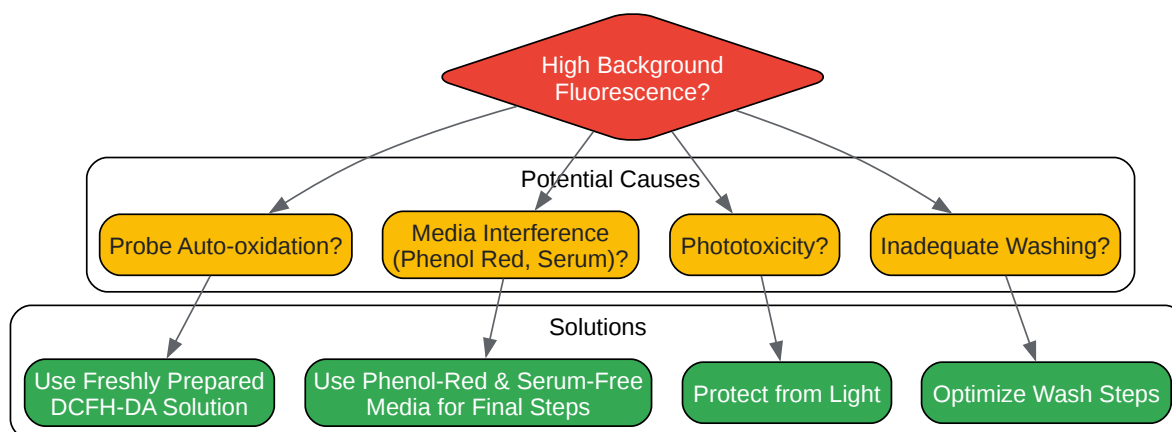 High Background
Fluorescence?
Potential Causes
Probe Auto-oxidation?
Media Interference
(Phenol Red, Serum)?
Phototoxicity?
Inadequate Washing?
Solutions
Use Freshly Prepared
DCFH-DA Solution
Use Phenol-Red & Serum-Free
Media for Final Steps
Protect from Light
Optimize Wash Steps